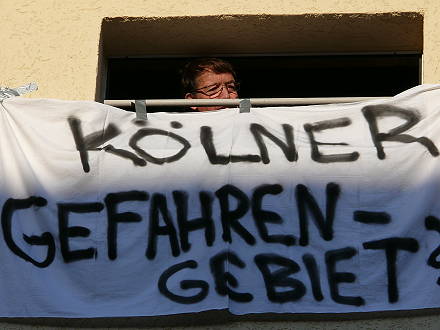 KÖLNER
GEFAHREN-
GEBIET